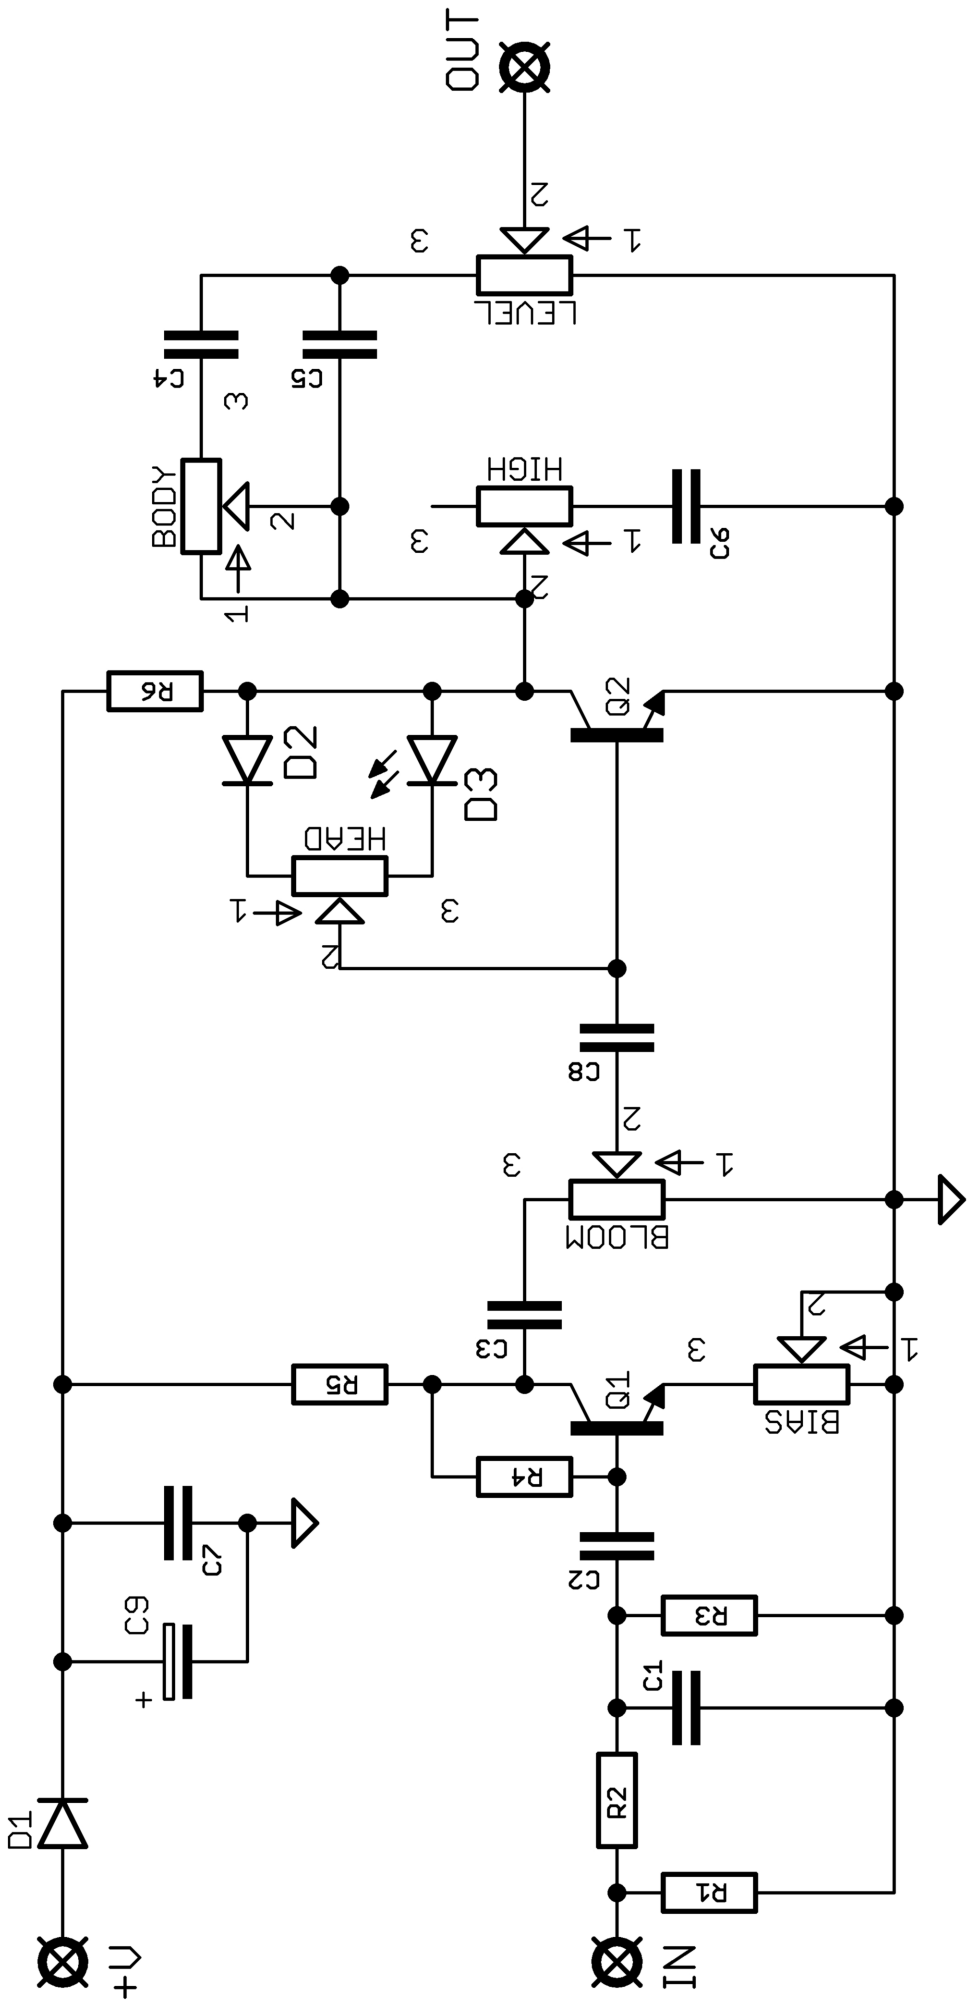 OUT
2
3
1
LEVEL
C4
3
C5
BODY
2
1
HIGH
3
1
2
C6
R6
D2
D3
Q2
HEAD
1
3
2
C8
2
3
1
BLOOM
2
C3
3
1
R5
Q1
BIAS
R4
C7
C2
C9
+
R3
C1
D1
R2
R1
+V
IN